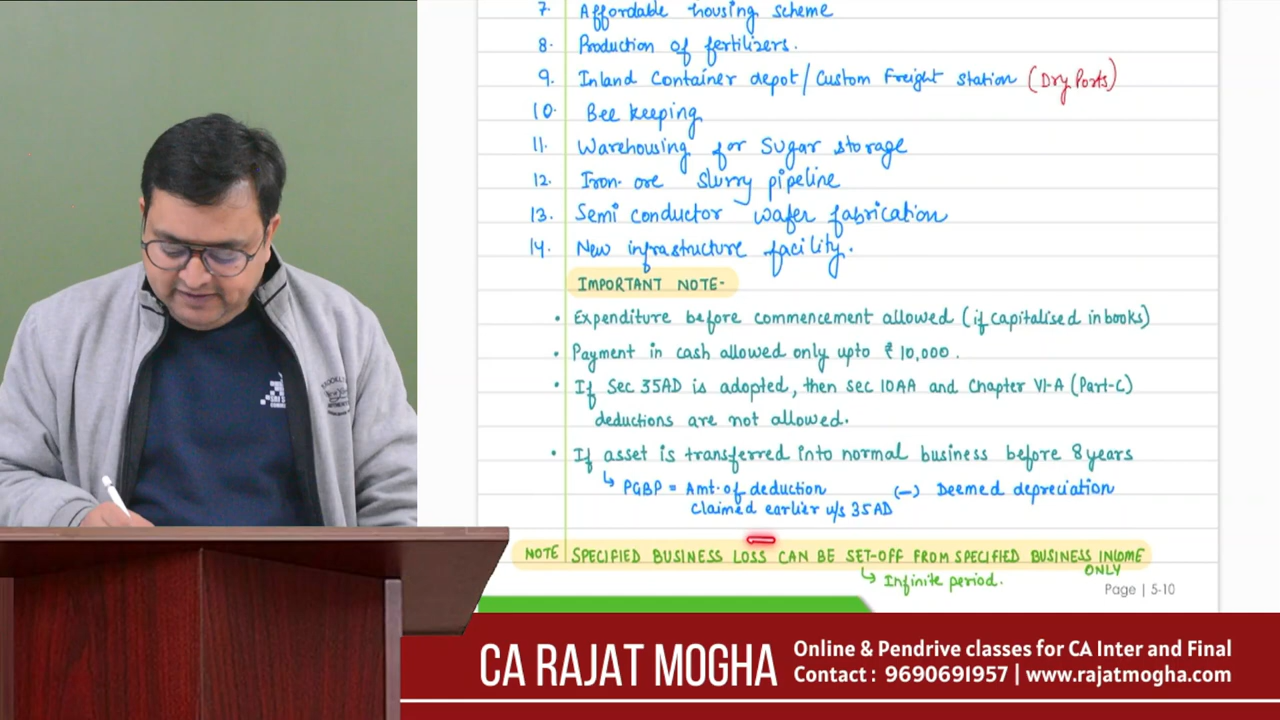 7. Affordable housing scheme
8. Production of fertilizers.
9. Inland Container depot/Custom Freight station (Dry Ports)
10. Bee keeping
11. Warehousing for Sugar storage
12. Iron ore slurry pipeline
13. Semi conductor wafer fabrication
14. New infrastructure facility.
IMPORTANT NOTE-
• Expenditure before commencement allowed (if capitalised in books)
• Payment in cash allowed only upto ₹ 10,000.
• If Sec 35AD is adopted, then sec 10AA and Chapter VI-A (Part-C)
deductions are not allowed.
• If asset is transferred into normal business before 8 years
↳ PGBP = Amt. of deduction (-) Deemed depreciation
claimed earlier u/s 35AD
NOTE SPECIFIED BUSINESS LOSS CAN BE SET-OFF FROM SPECIFIED BUSINESS INCOME
ONLY
↳ Infinite period.
Page | 5-10
CA RAJAT MOGHA
Online & Pendrive classes for CA Inter and Final
Contact : 9690691957 | www.rajatmogha.com